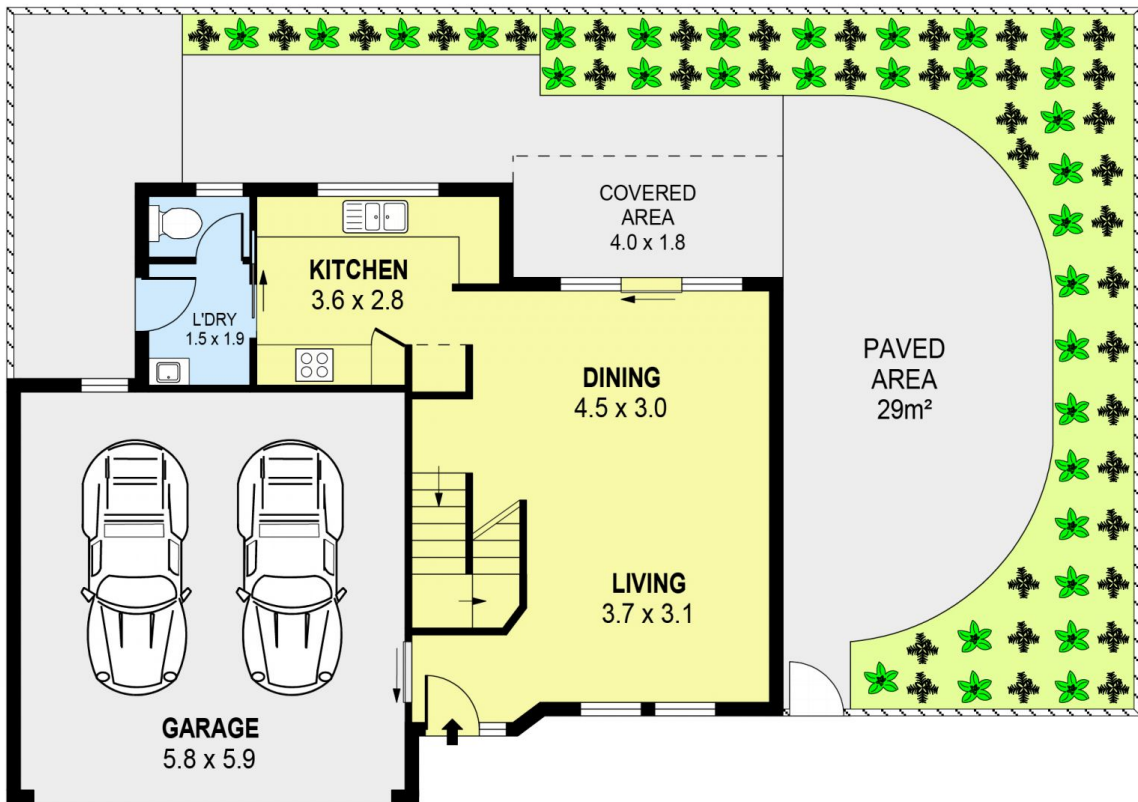 COVERED
AREA
4.0 x 1.8
KITCHEN
3.6 x 2.8
L'DRY
1.5 x 1.9
PAVED
AREA
29m²
DINING
4.5 x 3.0
LIVING
3.7 x 3.1
GARAGE
5.8 x 5.9